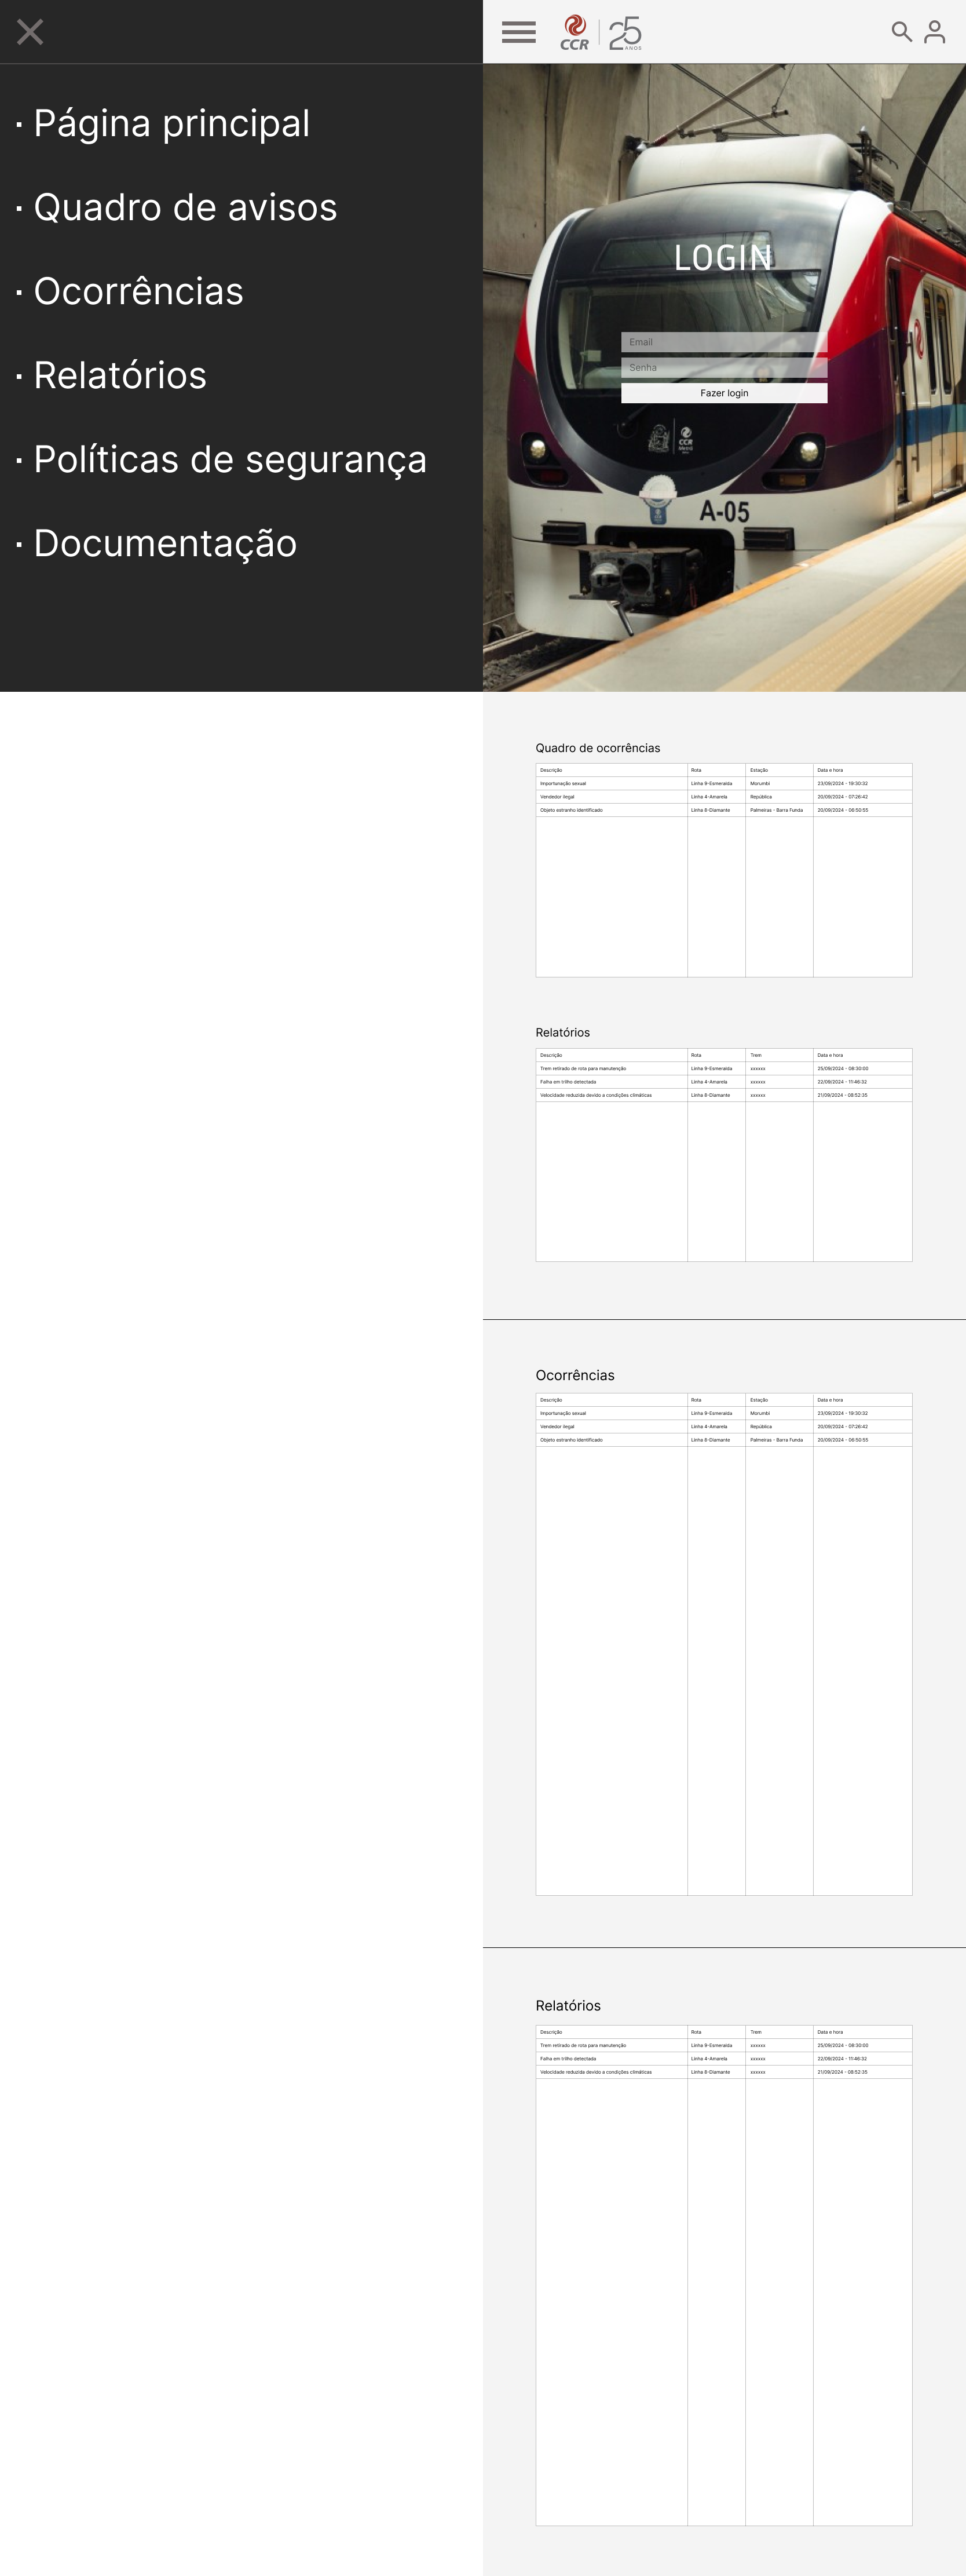 · Página principal
· Quadro de avisos
· Ocorrências
· Relatórios
· Políticas de segurança
· Documentação
CCR 25 ANOS
LOGIN
Email
Senha
Fazer login
CCR
A-05
Quadro de ocorrências
Descrição Rota Estação Data e hora
Importunação sexual Linha 9-Esmeralda Morumbi 23/09/2024 - 19:30:32
Vendedor ilegal Linha 4-Amarela República 20/09/2024 - 07:26:42
Objeto estranho identificado Linha 8-Diamante Palmeiras - Barra Funda 20/09/2024 - 06:50:55
Relatórios
Descrição Rota Trem Data e hora
Trem retirado de rota para manutenção Linha 9-Esmeralda xxxxxx 25/09/2024 - 08:30:00
Falha em trilho detectada Linha 4-Amarela xxxxxx 22/09/2024 - 11:46:32
Velocidade reduzida devido a condições climáticas Linha 8-Diamante xxxxxx 21/09/2024 - 08:52:35
Ocorrências
Descrição Rota Estação Data e hora
Importunação sexual Linha 9-Esmeralda Morumbi 23/09/2024 - 19:30:32
Vendedor ilegal Linha 4-Amarela República 20/09/2024 - 07:26:42
Objeto estranho identificado Linha 8-Diamante Palmeiras - Barra Funda 20/09/2024 - 06:50:55
Relatórios
Descrição Rota Trem Data e hora
Trem retirado de rota para manutenção Linha 9-Esmeralda xxxxxx 25/09/2024 - 08:30:00
Falha em trilho detectada Linha 4-Amarela xxxxxx 22/09/2024 - 11:46:32
Velocidade reduzida devido a condições climáticas Linha 8-Diamante xxxxxx 21/09/2024 - 08:52:35